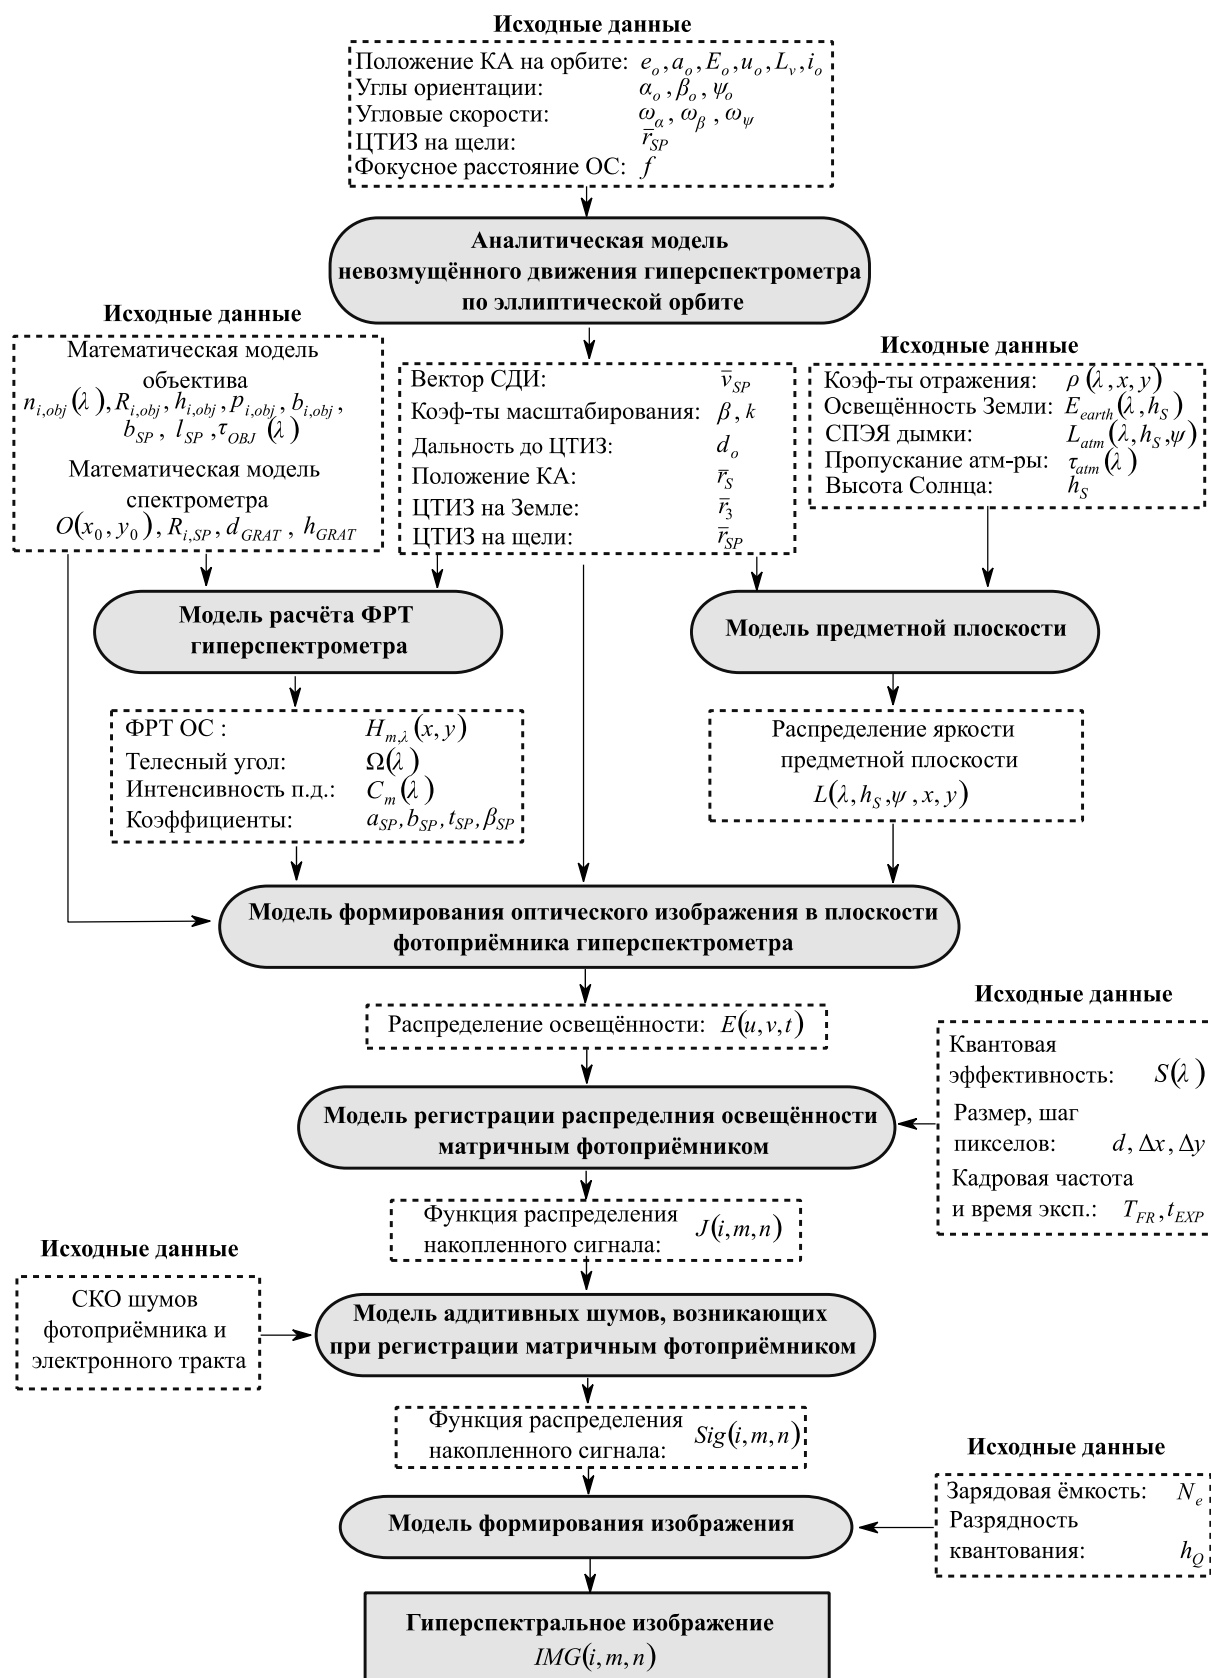 Исходные данные
Положение КА на орбите: e_o, a_o, E_o, u_o, L_v, i_o
Углы ориентации: α_o, β_o, ψ_o
Угловые скорости: ω_α, ω_β, ω_ψ
ЦТИЗ на щели: r̅_SP
Фокусное расстояние ОС: f
Аналитическая модель
невозмущённого движения гиперспектрометра
по эллиптической орбите
Исходные данные
Математическая модель
объектива
n_i,obj(λ), R_i,obj, h_i,obj, p_i,obj, b_i,obj,
b_SP, l_SP, τ_OBJ(λ)
Математическая модель
спектрометра
O(x_0, y_0), R_i,SP, d_GRAT, h_GRAT
Вектор СДИ: v̅_SP
Коэф-ты масштабирования: β, k
Дальность до ЦТИЗ: d_o
Положение КА: r̅_S
ЦТИЗ на Земле: r̅_3
ЦТИЗ на щели: r̅_SP
Исходные данные
Коэф-ты отражения: ρ(λ, x, y)
Освещённость Земли: E_earth(λ, h_S)
СПЭЯ дымки: L_atm(λ, h_S, ψ)
Пропускание атм-ры: τ_atm(λ)
Высота Солнца: h_S
Модель расчёта ФРТ
гиперспектрометра
Модель предметной плоскости
ФРТ ОС : H_m,λ(x, y)
Телесный угол: Ω(λ)
Интенсивность п.д.: C_m(λ)
Коэффициенты: a_SP, b_SP, t_SP, β_SP
Распределение яркости
предметной плоскости
L(λ, h_S, ψ, x, y)
Модель формирования оптического изображения в плоскости
фотоприёмника гиперспектрометра
Распределение освещённости: E(u, v, t)
Исходные данные
Квантовая
эффективность: S(λ)
Размер, шаг
пикселов: d, Δx, Δy
Кадровая частота
и время эксп.: T_FR, t_EXP
Модель регистрации распределния освещённости
матричным фотоприёмником
Функция распределения
накопленного сигнала: J(i, m, n)
Исходные данные
СКО шумов
фотоприёмника и
электронного тракта
Модель аддитивных шумов, возникающих
при регистрации матричным фотоприёмником
Функция распределения
накопленного сигнала: Sig(i, m, n)
Исходные данные
Зарядовая ёмкость: N_e
Разрядность
квантования: h_Q
Модель формирования изображения
Гиперспектральное изображение
IMG(i, m, n)